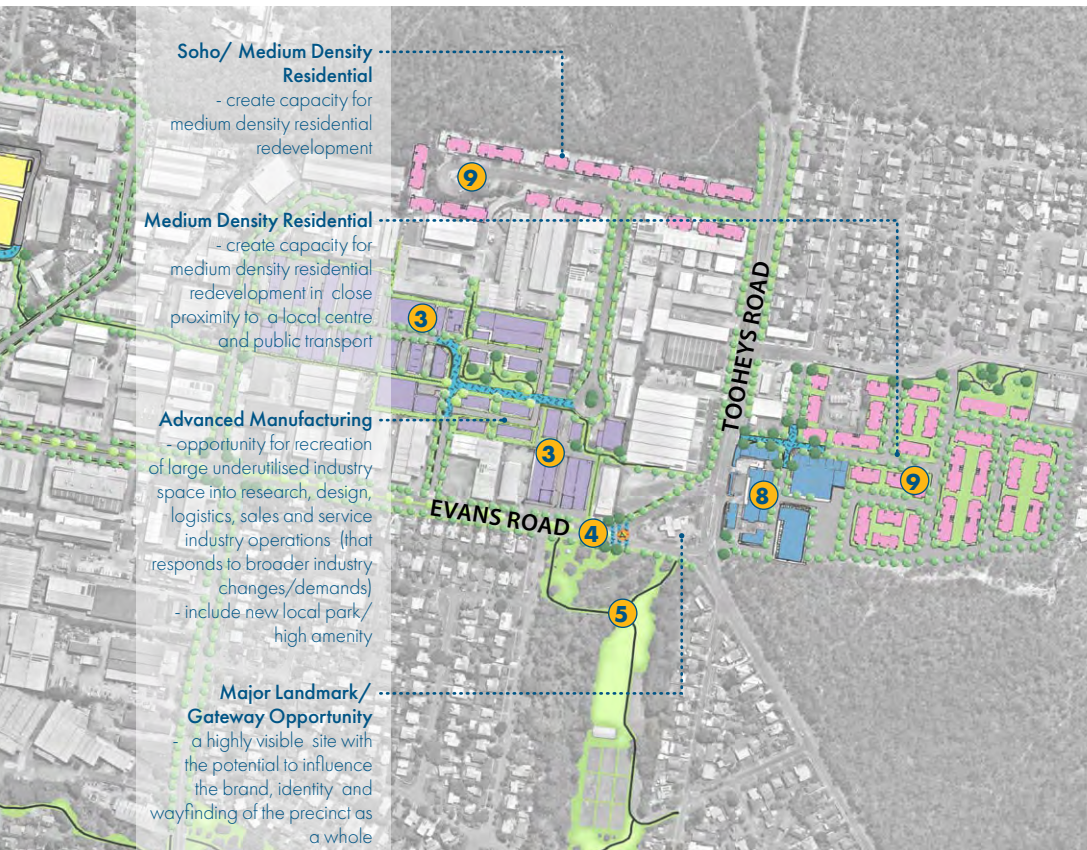 Soho/ Medium Density
Residential
- create capacity for
medium density residential
redevelopment
9
Medium Density Residential
- create capacity for
medium density residential
redevelopment in close
proximity to a local centre
and public transport
3
TOOHEYS ROAD
Advanced Manufacturing
- opportunity for recreation
of large underutilised industry
space into research, design,
logistics, sales and service
industry operations (that
responds to broader industry
changes/demands)
- include new local park/
high amenity
3
9
8
EVANS ROAD
4
5
Major Landmark/
Gateway Opportunity
- a highly visible site with
the potential to influence
the brand, identity and
wayfinding of the precinct as
a whole